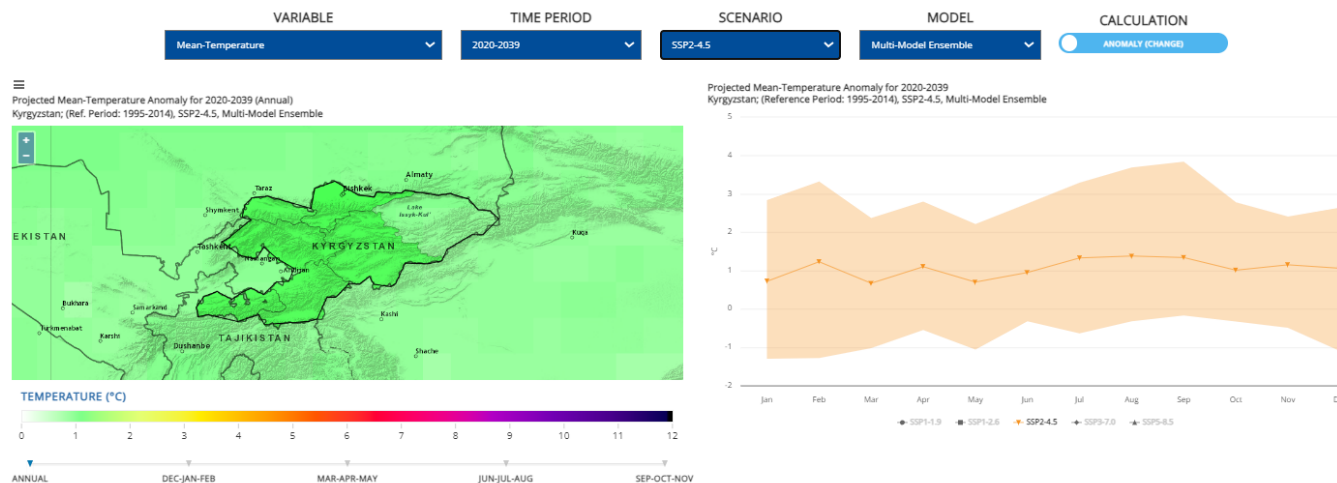 VARIABLE
TIME PERIOD
SCENARIO
MODEL
CALCULATION
Mean-Temperature
2020-2039
SSP2-4.5
Multi-Model Ensemble
ANOMALY (CHANGE)
Projected Mean-Temperature Anomaly for 2020-2039 (Annual)
Kyrgyzstan; (Ref. Period: 1995-2014), SSP2-4.5, Multi-Model Ensemble
+
−
Almaty
Taraz
Bishkek
Shymkent
Lake
Issyk-Kul'
EKISTAN
Kuqa
KYRGYZSTAN
Tashkent
Namangan
Andijan
Bukhara
Samarkand
Kashi
Turkmenabat
Karshi
TAJIKISTAN
Dushanbe
Shache
TEMPERATURE (°C)
0 1 2 3 4 5 6 7 8 9 10 11 12
ANNUAL DEC-JAN-FEB MAR-APR-MAY JUN-JUL-AUG SEP-OCT-NOV
Projected Mean-Temperature Anomaly for 2020-2039
Kyrgyzstan; (Reference Period: 1995-2014), SSP2-4.5, Multi-Model Ensemble
5
4
3
2
°C
1
0
-1
-2
Jan Feb Mar Apr May Jun Jul Aug Sep Oct Nov D
SSP1-1.9 SSP1-2.6 SSP2-4.5 SSP3-7.0 SSP5-8.5